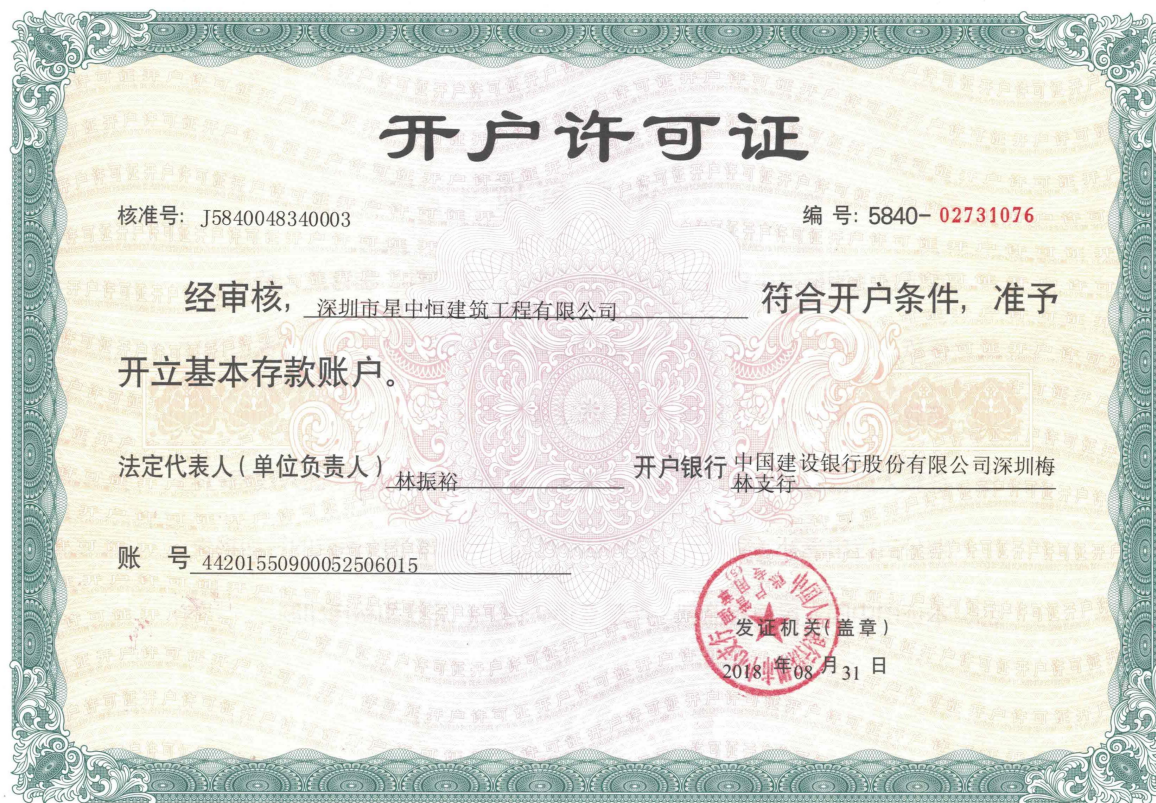 开户许可证
核准号: J5840048340003
编 号: 5840- 02731076
经审核, 深圳市星中恒建筑工程有限公司 符合开户条件, 准予
开立基本存款账户。
法定代表人(单位负责人) 林振裕
开户银行 中国建设银行股份有限公司深圳梅
林支行
账 号 44201550900052506015
发证机关(盖章)
2018 年 08 月 31 日